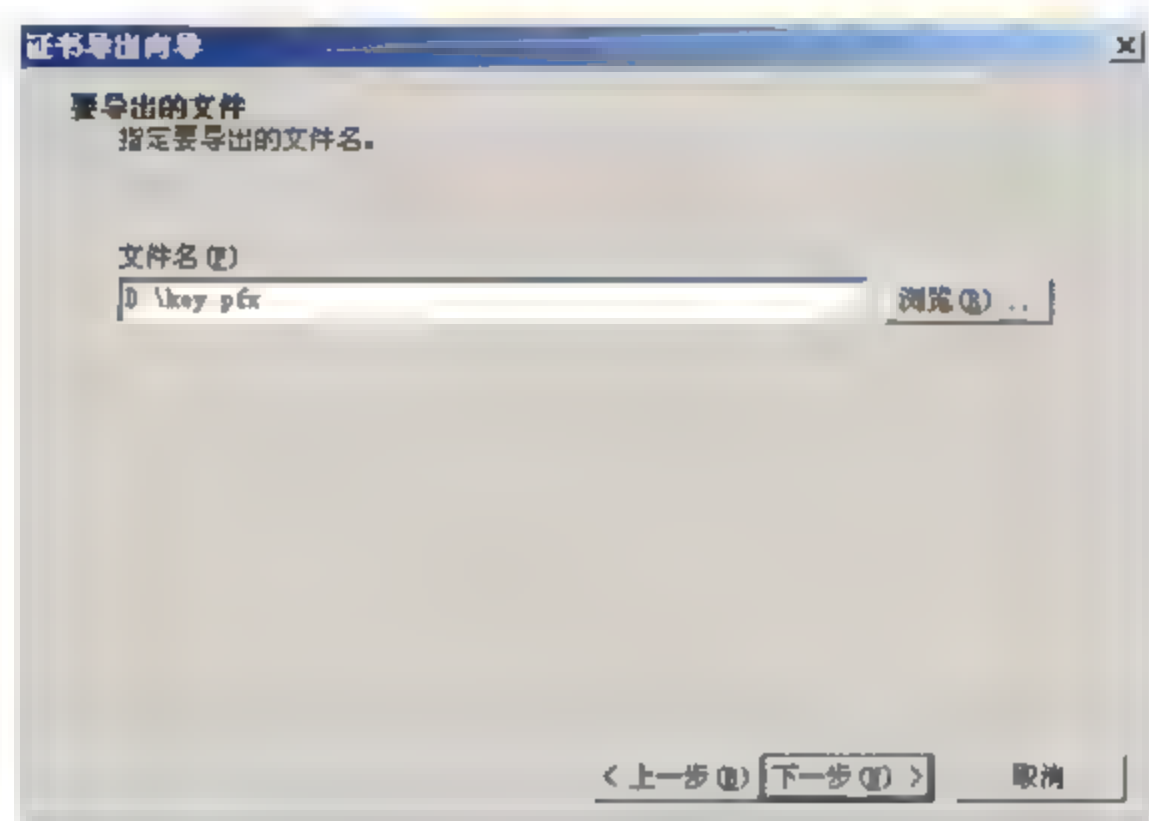 证书导出向导
要导出的文件
指定要导出的文件名。
文件名(F)
D:\key.pfx
浏览(R)...
< 上一步(B)
下一步(N) >
取消